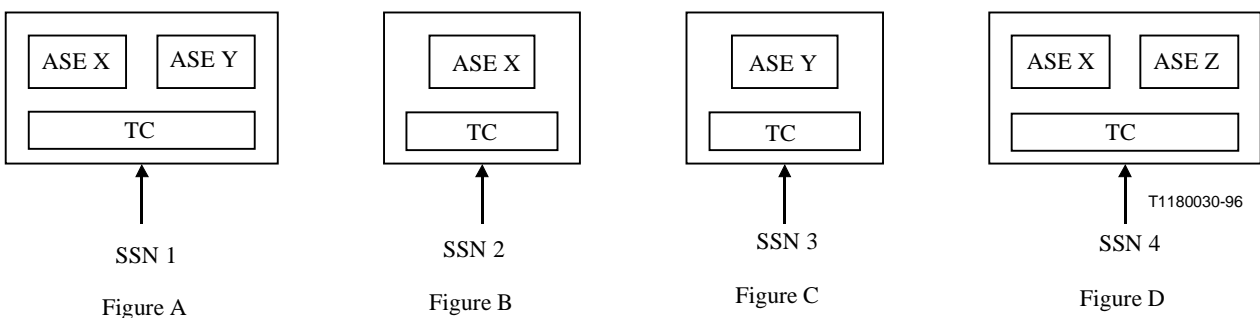 ASE X
ASE Y
TC
SSN 1
Figure A
ASE X
TC
SSN 2
Figure B
ASE Y
TC
SSN 3
Figure C
ASE X
ASE Z
TC
T1180030-96
SSN 4
Figure D